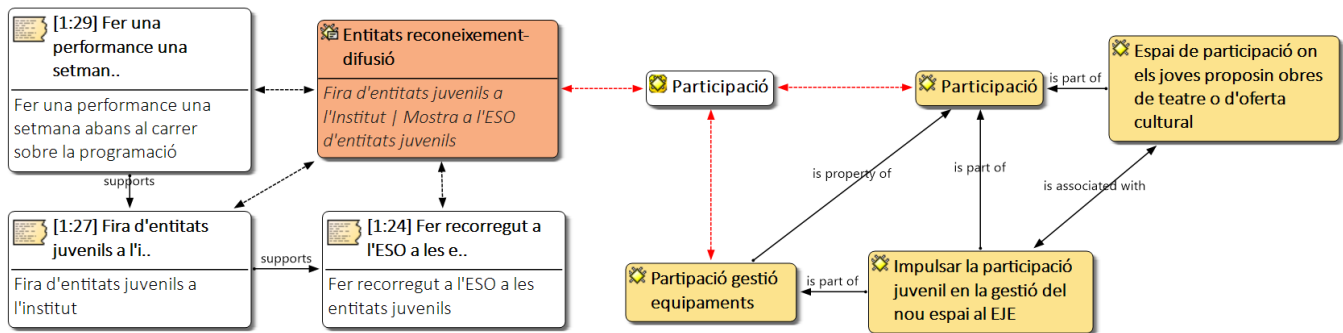 [1:29] Fer una
performance una
setman..
Fer una performance una
setmana abans al carrer
sobre la programació
supports
[1:27] Fira d'entitats
juvenils a l'i..
Fira d'entitats juvenils a
l'institut
supports
[1:24] Fer recorregut a
l'ESO a les e..
Fer recorregut a l'ESO a les
entitats juvenils
Entitats reconeixement-
difusió
Fira d'entitats juvenils a
l'Institut | Mostra a l'ESO
d'entitats juvenils
Participació
Participació
is part of
Espai de participació on
els joves proposin obres
de teatre o d'oferta
cultural
is property of
is part of
is associated with
Partipació gestió
equipaments
is part of
Impulsar la participació
juvenil en la gestió del
nou espai al EJE